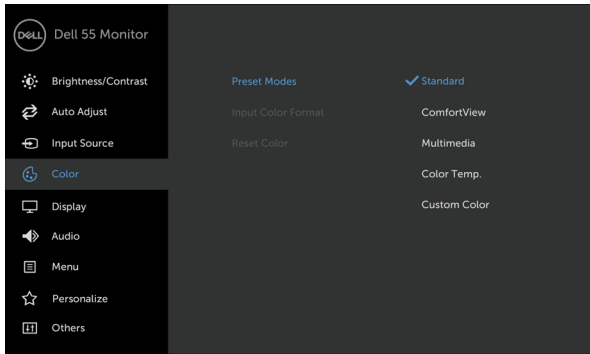 DELL Dell 55 Monitor
Brightness/Contrast
Auto Adjust
Input Source
Color
Display
Audio
Menu
Personalize
Others
Preset Modes
Input Color Format
Reset Color
Standard
ComfortView
Multimedia
Color Temp.
Custom Color